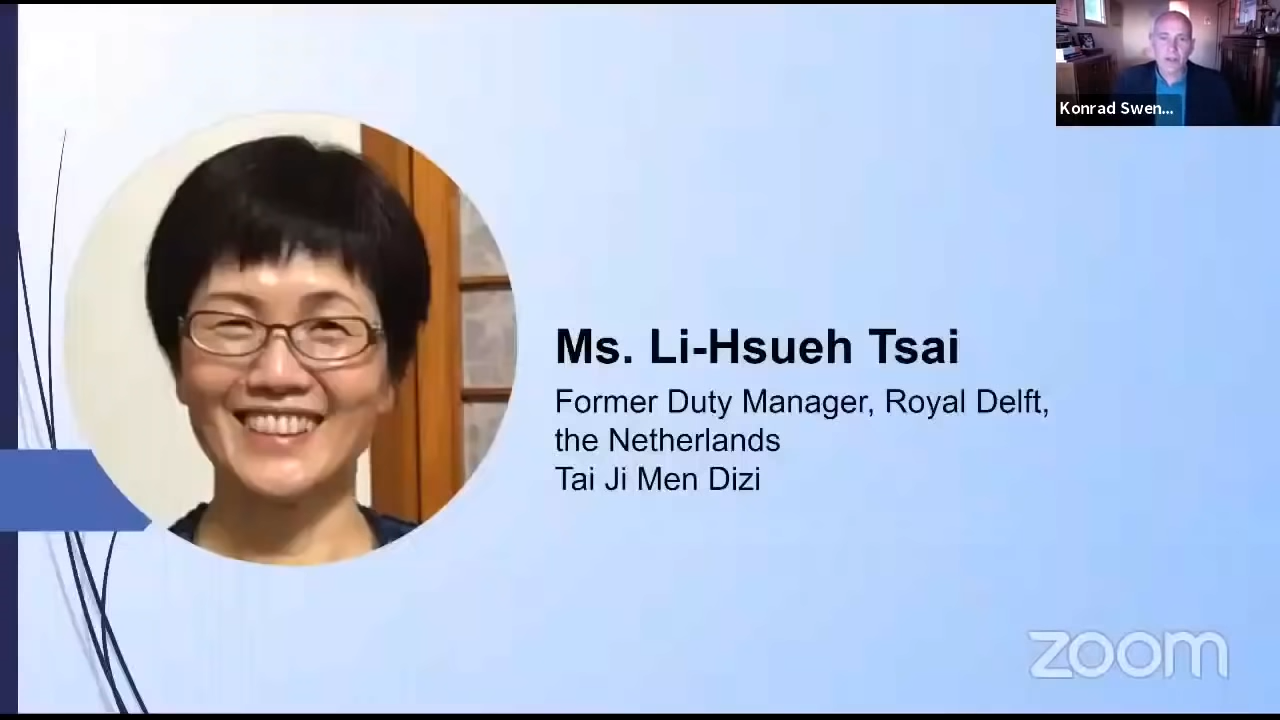 Konrad Swen...
Ms. Li-Hsueh Tsai
Former Duty Manager, Royal Delft,
the Netherlands
Tai Ji Men Dizi
zoom